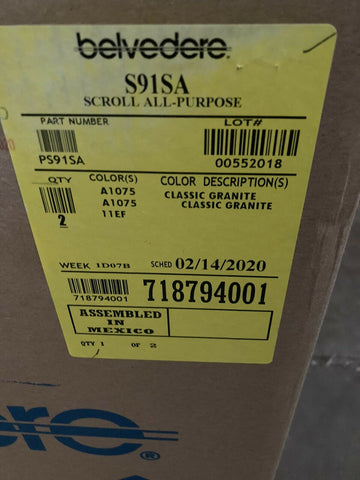 belvedere.
S91SA
SCROLL ALL-PURPOSE
PART NUMBER LOT#
PS91SA 00552018
QTY COLOR(S) COLOR DESCRIPTION(S)
A1075 CLASSIC GRANITE
A1075 CLASSIC GRANITE
2 11EF
WEEK 1D07B SCHED 02/14/2020
718794001 718794001
ASSEMBLED
IN
MEXICO
QTY 1 OF 2
ere®